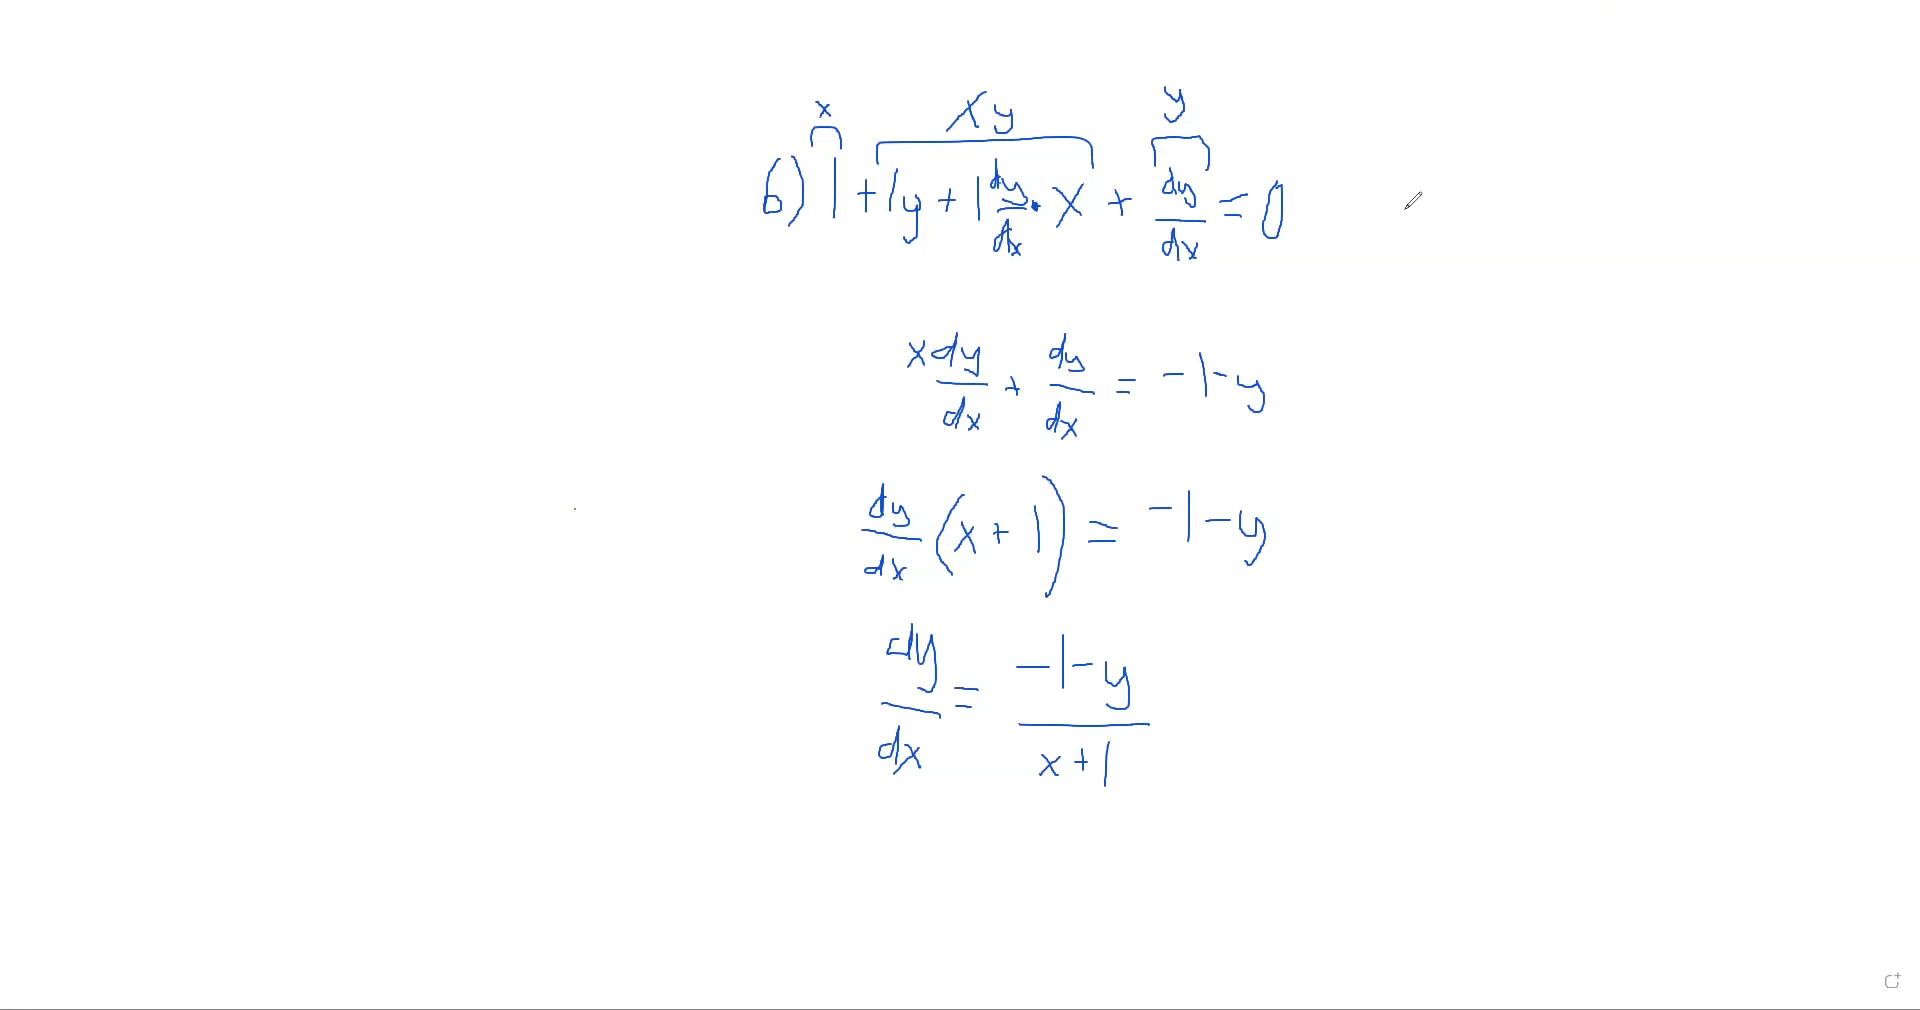 x xy y
6) 1 + 1y + 1 dy/dx · x + dy/dx = 0
x dy/dx + dy/dx = -1-y
dy/dx (x+1) = -1-y
dy/dx = (-1-y)/(x+1)